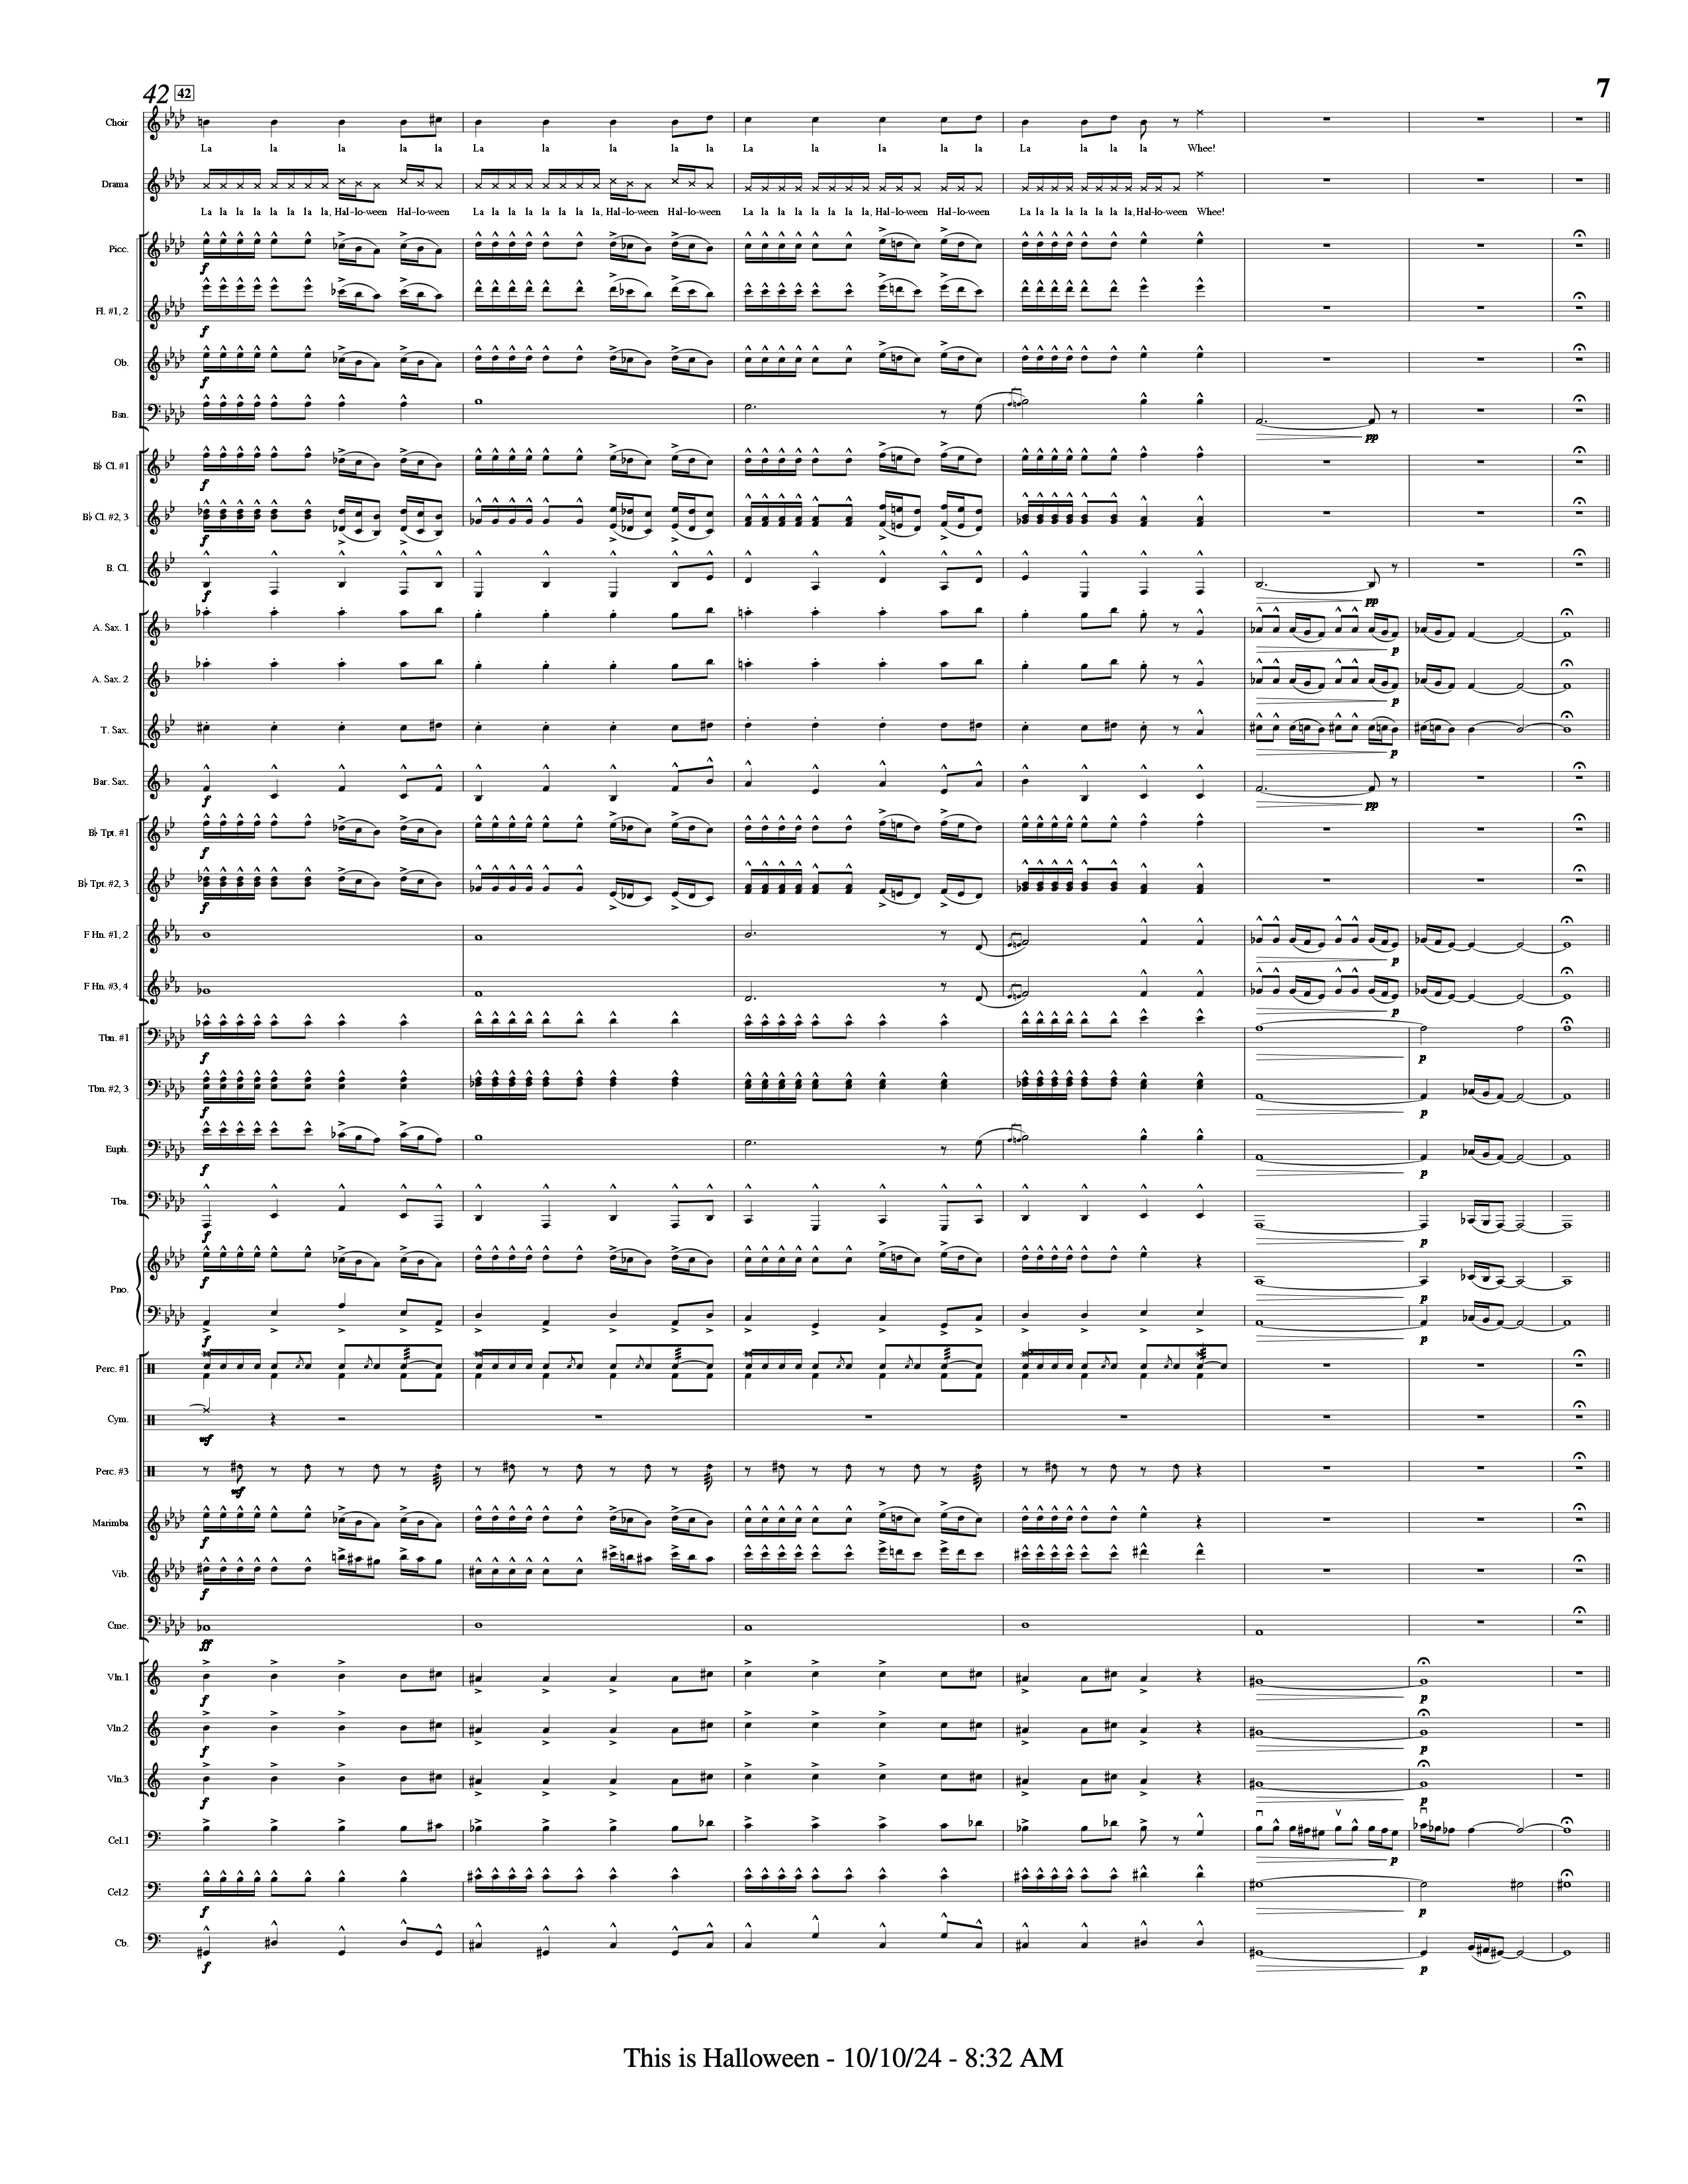 42 42 7
Choir
La la la la la La la la la la La la la la la La la la la la Whee!
Drama
La la la la la la la la, Hal-lo-ween Hal-lo-ween La la la la la la la la, Hal-lo-ween Hal-lo-ween La la la la la la la la, Hal-lo-ween Hal-lo-ween La la la la la la la la, Hal-lo-ween Whee!
Picc.
f
Fl. #1, 2
f
Ob.
f
Bsn.
pp
B♭ Cl. #1
f
B♭ Cl. #2, 3
f
B. Cl.
f pp
A. Sax. 1
p
A. Sax. 2
p
T. Sax.
p
Bar. Sax.
f pp
B♭ Tpt. #1
f
B♭ Tpt. #2, 3
f
F Hn. #1, 2
p
F Hn. #3, 4
p
Tbn. #1
f p
Tbn. #2, 3
f p
Euph.
f p
Tba.
f p
f p
Pno.
f p
Perc. #1
Cym.
mf
Perc. #3
mf
Marimba
f
Vib.
f
Cme.
ff
Vln.1
f p
Vln.2
f p
Vln.3
f p
Cel.1
p
Cel.2
f p
Cb.
f p
This is Halloween - 10/10/24 - 8:32 AM